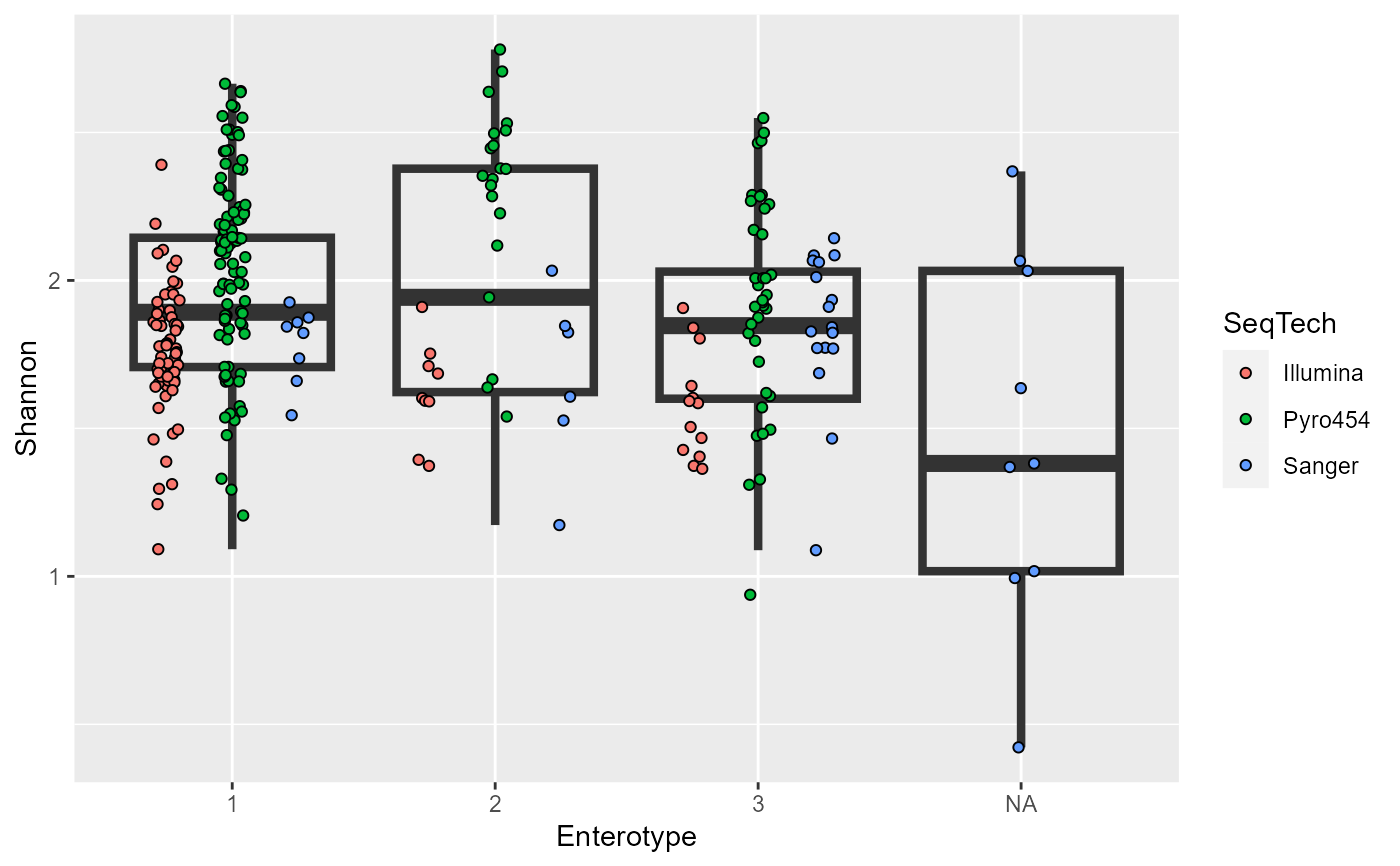 Shannon
2
1
1 2 3 NA
Enterotype
SeqTech
Illumina
Pyro454
Sanger